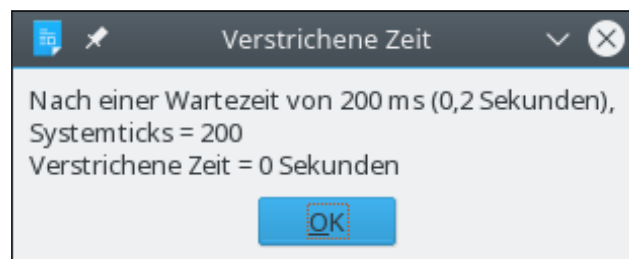 Verstrichene Zeit
Nach einer Wartezeit von 200 ms (0,2 Sekunden),
Systemticks = 200
Verstrichene Zeit = 0 Sekunden
OK